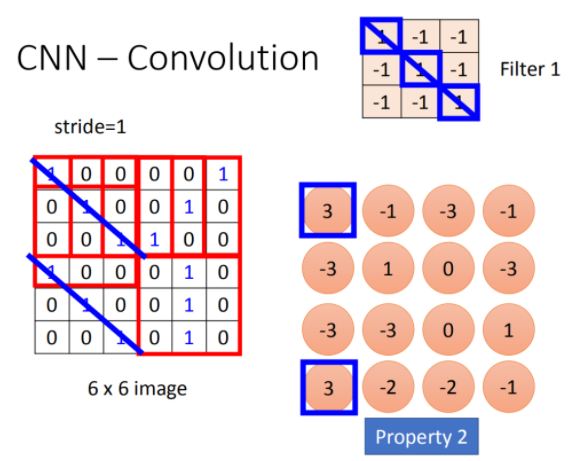 CNN – Convolution
1 -1 -1
-1 1 -1
-1 -1 1
Filter 1
stride=1
1 0 0 0 0 1
0 1 0 0 1 0
0 0 1 1 0 0
1 0 0 0 1 0
0 1 0 0 1 0
0 0 1 0 1 0
6 x 6 image
3 -1 -3 -1
-3 1 0 -3
-3 -3 0 1
3 -2 -2 -1
Property 2